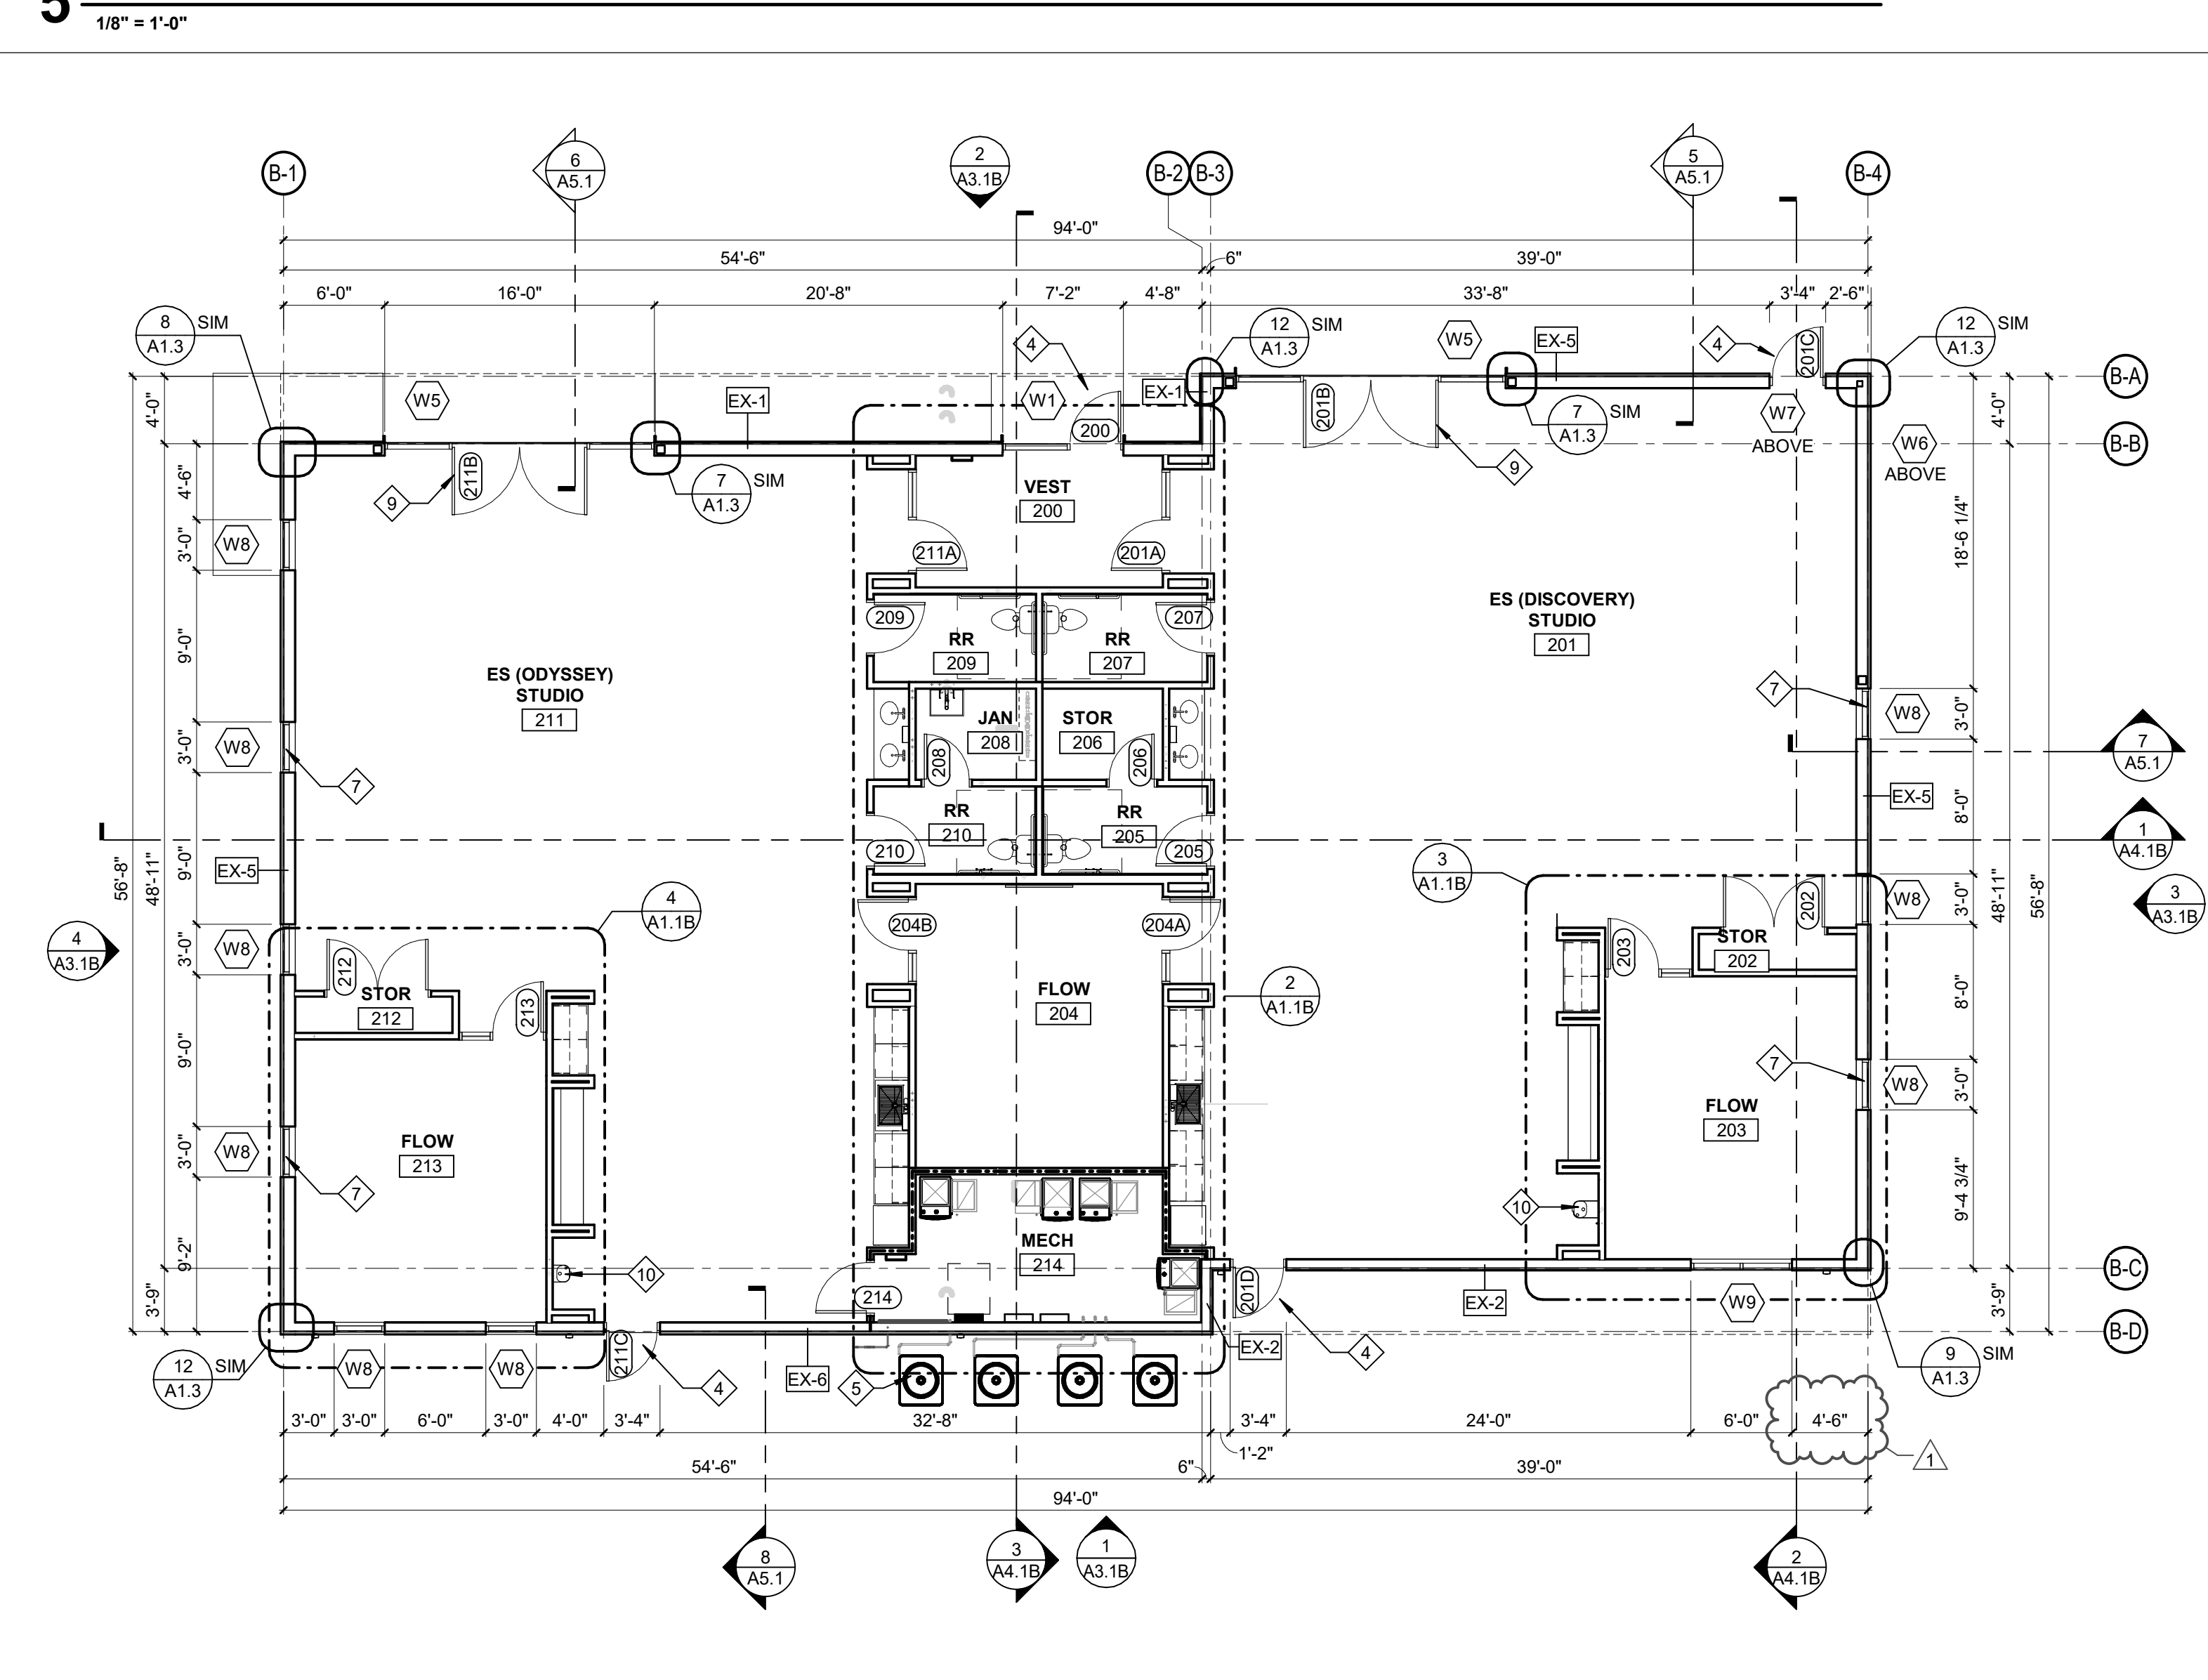 5
1/8" = 1'-0"
B-1
6
A5.1
2
A3.1B
B-2
B-3
5
A5.1
B-4
94'-0"
54'-6"
6"
39'-0"
6'-0"
16'-0"
20'-8"
7'-2"
4'-8"
33'-8"
3'-4"
2'-6"
8
A1.3
SIM
4
12
A1.3
SIM
W5
EX-5
4
201C
12
A1.3
SIM
B-A
4'-0"
W5
EX-1
W1
EX-1
200
201B
7
A1.3
SIM
W7
ABOVE
W6
ABOVE
4'-0"
B-B
4'-6"
9
211B
7
A1.3
SIM
VEST
200
9
3'-0"
W8
211A
201A
18'-6 1/4"
9'-0"
ES (ODYSSEY)
STUDIO
211
209
RR
209
RR
207
207
ES (DISCOVERY)
STUDIO
201
3'-0"
W8
7
JAN
208
208
STOR
206
206
7
W8
3'-0"
7
A5.1
56'-8"
48'-11"
9'-0"
EX-5
RR
210
210
RR
205
205
EX-5
8'-0"
1
A4.1B
3
A1.1B
4
A1.1B
4
A3.1B
3'-0"
W8
204B
204A
203
202
STOR
202
W8
3'-0"
48'-11"
56'-8"
3
A3.1B
212
STOR
212
213
FLOW
204
2
A1.1B
8'-0"
9'-0"
7
W8
3'-0"
3'-0"
W8
7
FLOW
213
FLOW
203
10
9'-4 3/4"
9'-2"
10
MECH
214
214
201D
EX-2
W9
B-C
3'-9"
3'-9"
B-D
12
A1.3
SIM
W8
W8
211C
4
EX-6
5
EX-2
4
9
A1.3
SIM
3'-0"
3'-0"
6'-0"
3'-0"
4'-0"
3'-4"
32'-8"
3'-4"
1'-2"
24'-0"
6'-0"
4'-6"
1
54'-6"
6"
39'-0"
94'-0"
8
A5.1
3
A4.1B
1
A3.1B
2
A4.1B